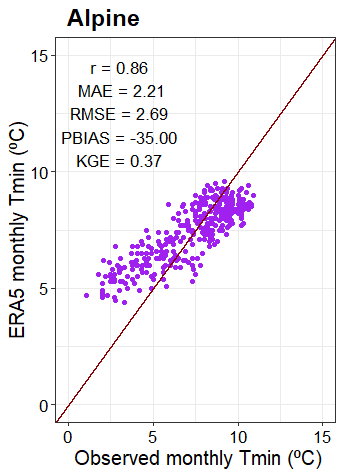 Alpine
r = 0.86
MAE = 2.21
RMSE = 2.69
PBIAS = -35.00
KGE = 0.37
ERA5 monthly Tmin (ºC)
15
10
5
0
0 5 10 15
Observed monthly Tmin (ºC)